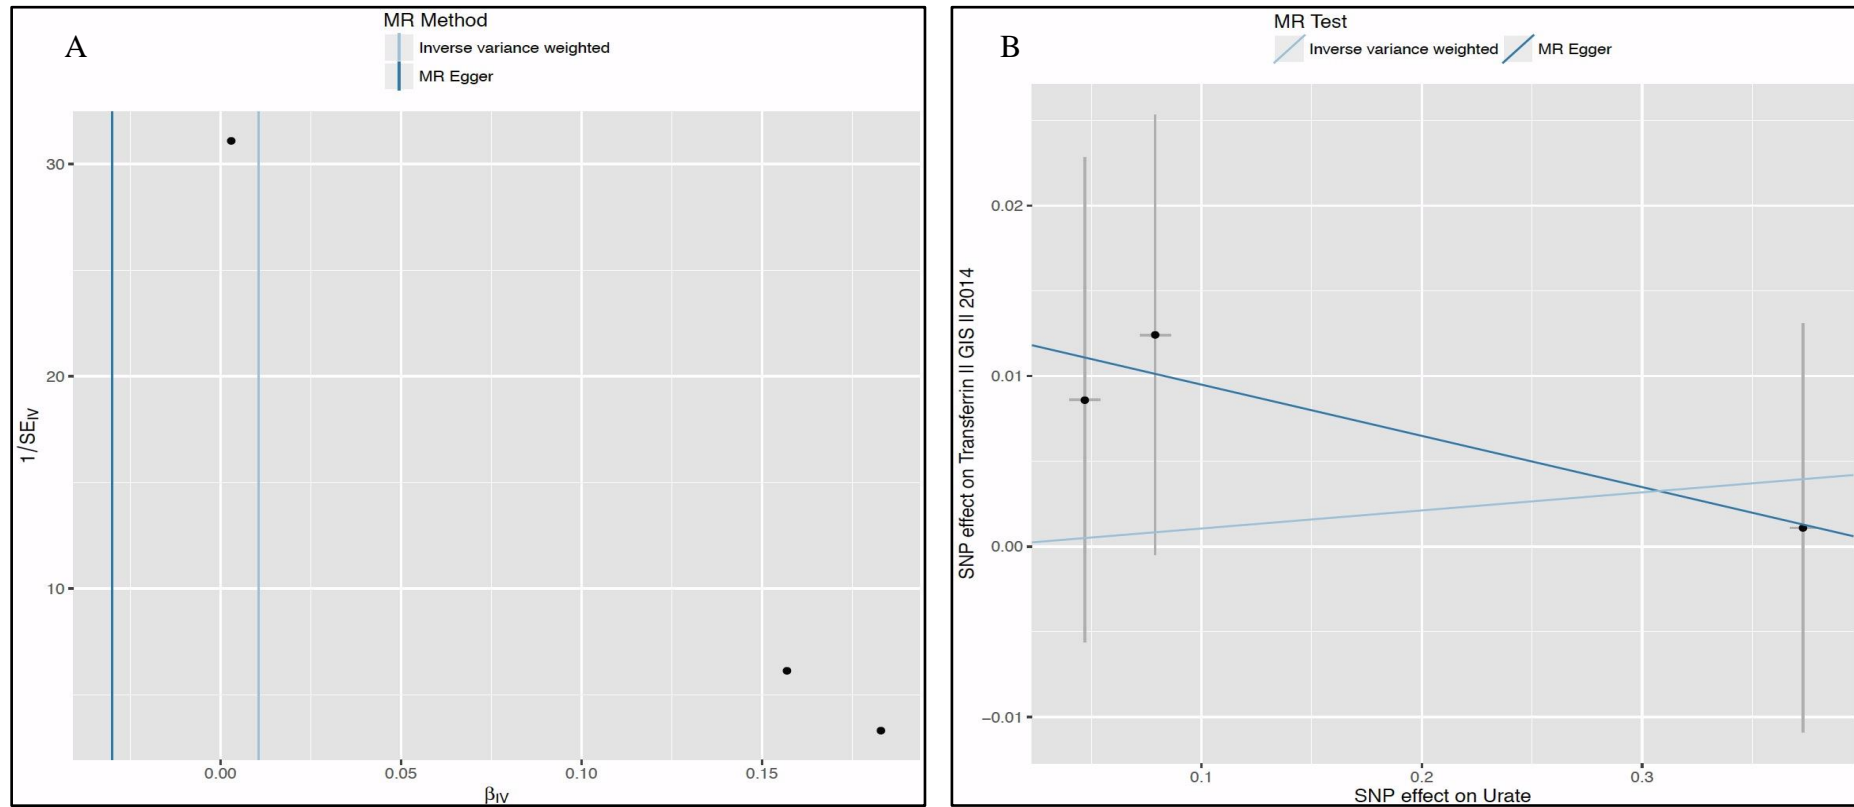 A
MR Method
Inverse variance weighted
MR Egger
30
20
10
1/SEIV
0.00 0.05 0.10 0.15
βIV
B
MR Test
Inverse variance weighted MR Egger
SNP effect on Transferrin II GIS II 2014
0.02
0.01
0.00
−0.01
0.1 0.2 0.3
SNP effect on Urate